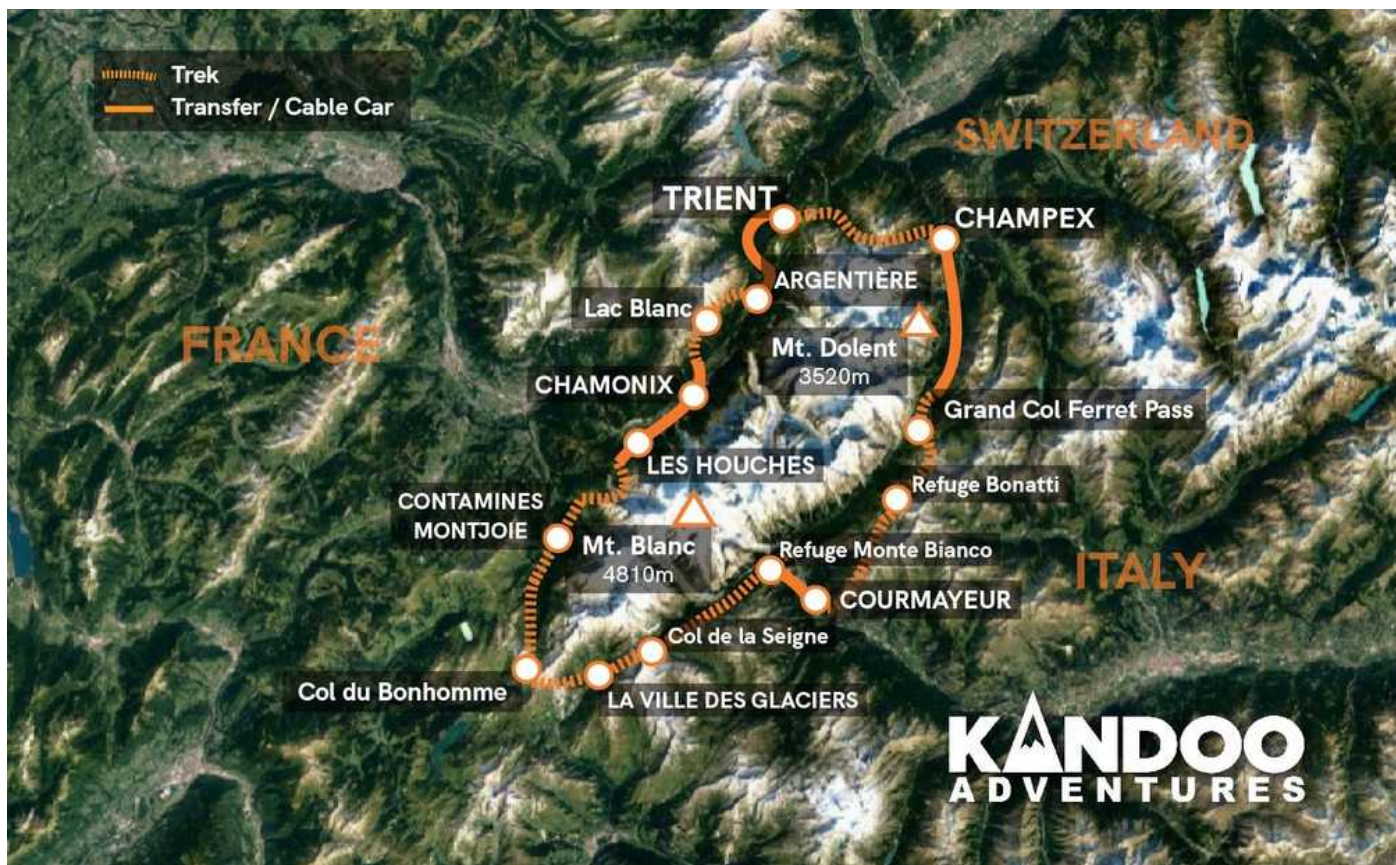 Trek
Transfer / Cable Car
SWITZERLAND
TRIENT
CHAMPEX
ARGENTIÈRE
Lac Blanc
FRANCE
Mt. Dolent
3520m
CHAMONIX
Grand Col Ferret Pass
LES HOUCHES
Refuge Bonatti
CONTAMINES
MONTJOIE
Mt. Blanc
4810m
Refuge Monte Bianco
ITALY
COURMAYEUR
Col de la Seigne
Col du Bonhomme
LA VILLE DES GLACIERS
KANDOO
ADVENTURES